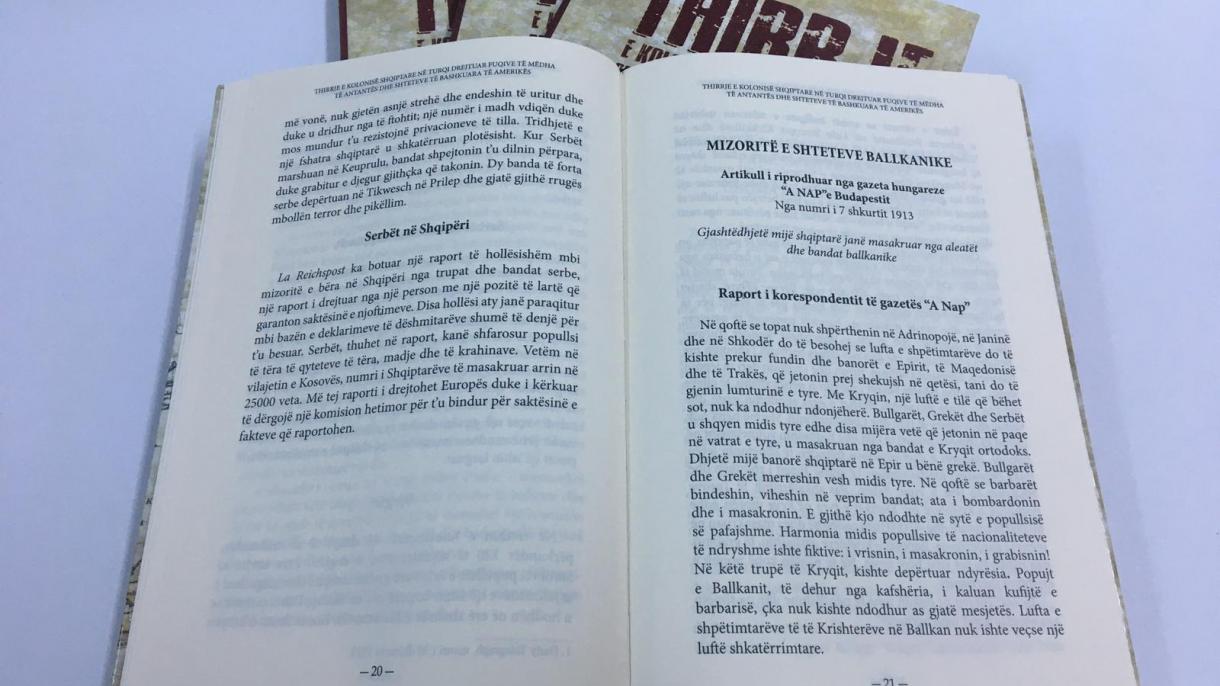 THIRRJE E KOLONISË SHQIPTARE NË TURQI DREJTUAR FUQIVE TË MËDHA
TË ANTANTËS DHE SHTETEVE TË BASHKUARA TË AMERIKËS
më vonë, nuk gjetën asnjë strehë dhe endeshin të uritur dhe
duke u dridhur nga të ftohtit; një numër i madh vdiqën duke
mos mundur t'u rezistojnë privacioneve të tilla. Tridhjetë e
një fshatra shqiptarë u shkatërruan plotësisht. Kur Serbët
marshuan në Keuprulu, bandat shpejtonin t'u dilnin përpara,
duke grabitur e djegur gjithçka që takonin. Dy banda të forta
serbe depërtuan në Tikwesch në Prilep dhe gjatë gjithë rrugës
mbollën terror dhe pikëllim.
Serbët në Shqipëri
La Reichspost ka botuar një raport të hollësishëm mbi
mizoritë e bëra në Shqipëri nga trupat dhe bandat serbe,
një raport i drejtuar nga një person me një pozitë të lartë që
garanton saktësinë e njoftimeve. Disa hollësi aty janë paraqitur
mbi bazën e deklarimeve të dëshmitarëve shumë të denjë për
t'u besuar. Serbët, thuhet në raport, kanë shfarosur popullsi
të tëra të qyteteve të tëra, madje dhe të krahinave. Vetëm në
vilajetin e Kosovës, numri i Shqiptarëve të masakruar arrin në
25000 veta. Më tej raporti i drejtohet Europës duke i kërkuar
të dërgojë një komision hetimor për t'u bindur për saktësinë e
fakteve që raportohen.
— 20 —
THIRR
E KOL
THIRRJE E KOLONISË SHQIPTARE NË TURQI DREJTUAR FUQIVE TË MËDHA
TË ANTANTËS DHE SHTETEVE TË BASHKUARA TË AMERIKËS
MIZORITË E SHTETEVE BALLKANIKE
Artikull i riprodhuar nga gazeta hungareze
“A NAP”e Budapestit
Nga numri i 7 shkurtit 1913
Gjashtëdhjetë mijë shqiptarë janë masakruar nga aleatët
dhe bandat ballkanike
Raport i korespondentit të gazetës “A Nap”
Në qoftë se topat nuk shpërthenin në Adrinopojë, në Janinë
dhe në Shkodër do të besohej se lufta e shpëtimtarëve do të
kishte prekur fundin dhe banorët e Epirit, të Maqedonisë
dhe të Trakës, që jetonin prej shekujsh në qetësi, tani do të
gjenin lumturinë e tyre. Me Kryqin, një luftë e tilë që bëhet
sot, nuk ka ndodhur ndonjëherë. Bullgarët, Grekët dhe Serbët
u shqyen midis tyre edhe disa mijëra vetë që jetonin në paqe
në vatrat e tyre, u masakruan nga bandat e Kryqit ortodoks.
Dhjetë mijë banorë shqiptarë në Epir u bënë grekë. Bullgarët
dhe Grekët merreshin vesh midis tyre. Në qoftë se barbarët
bindeshin, viheshin në veprim bandat; ata i bombardonin
dhe i masakronin. E gjithë kjo ndodhte në sytë e popullsisë
së pafajshme. Harmonia midis popullsive të nacionaliteteve
të ndryshme ishte fiktive: i vrisnin, i masakronin, i grabisnin!
Në këtë trupë të Kryqit, kishte depërtuar ndyrësia. Popujt
e Ballkanit, të dehur nga kafshëria, i kaluan kufijtë e
barbarisë, çka nuk kishte ndodhur as gjatë mesjetës. Lufta e
shpëtimtarëve të të Krishterëve në Ballkan nuk ishte veçse një
luftë shkatërrimtare.
— 21 —